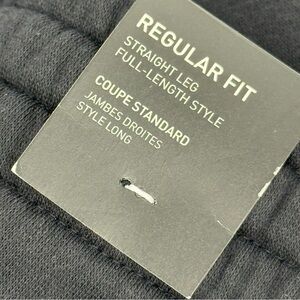 REGULAR FIT
STRAIGHT LEG
FULL-LENGTH STYLE
COUPE STANDARD
JAMBES DROITES
STYLE LONG